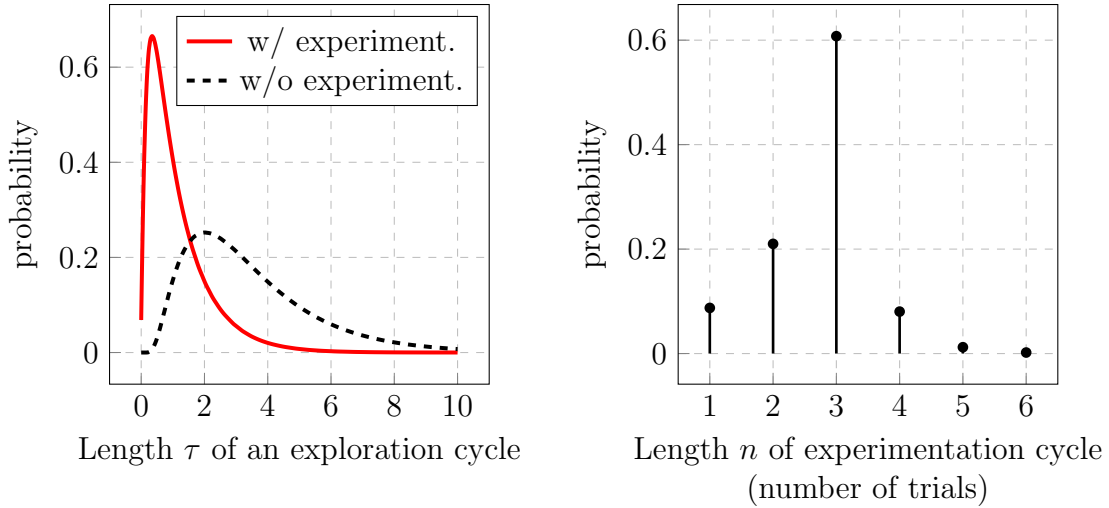 w/ experiment.
w/o experiment.
probability
0
0.2
0.4
0.6
0 2 4 6 8 10
Length τ of an exploration cycle
probability
0
0.2
0.4
0.6
1 2 3 4 5 6
Length n of experimentation cycle
(number of trials)